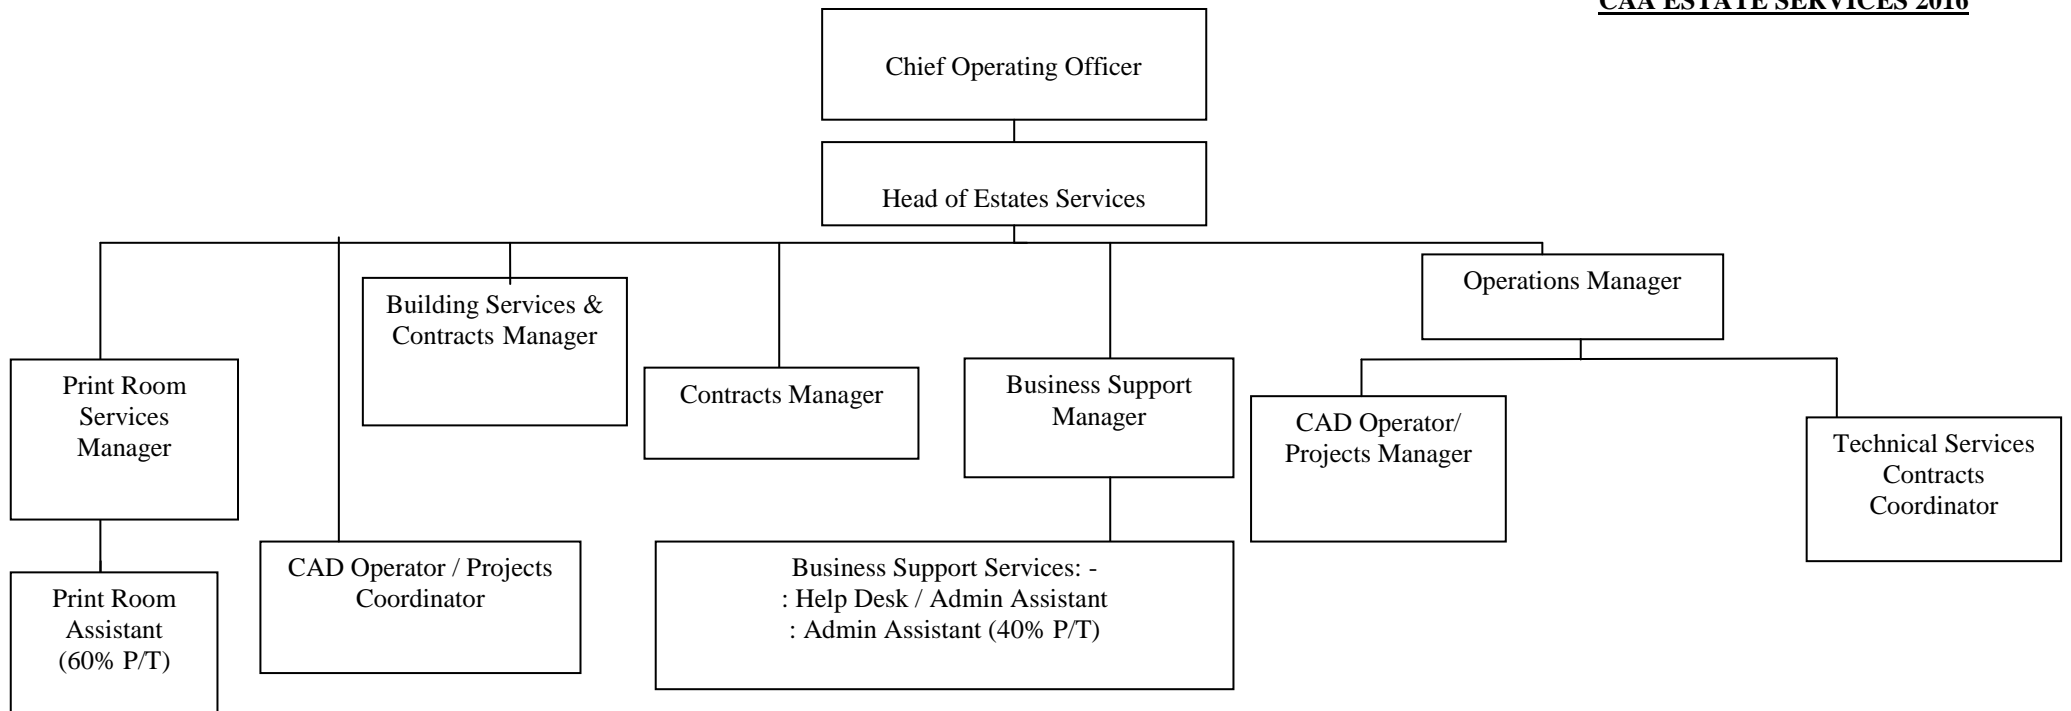 CAA ESTATE SERVICES 2016
Chief Operating Officer
Head of Estates Services
Operations Manager
Building Services &
Contracts Manager
Print Room
Services
Manager
Contracts Manager
Business Support
Manager
CAD Operator/
Projects Manager
Technical Services
Contracts
Coordinator
Print Room
Assistant
(60% P/T)
CAD Operator / Projects
Coordinator
Business Support Services: -
: Help Desk / Admin Assistant
: Admin Assistant (40% P/T)